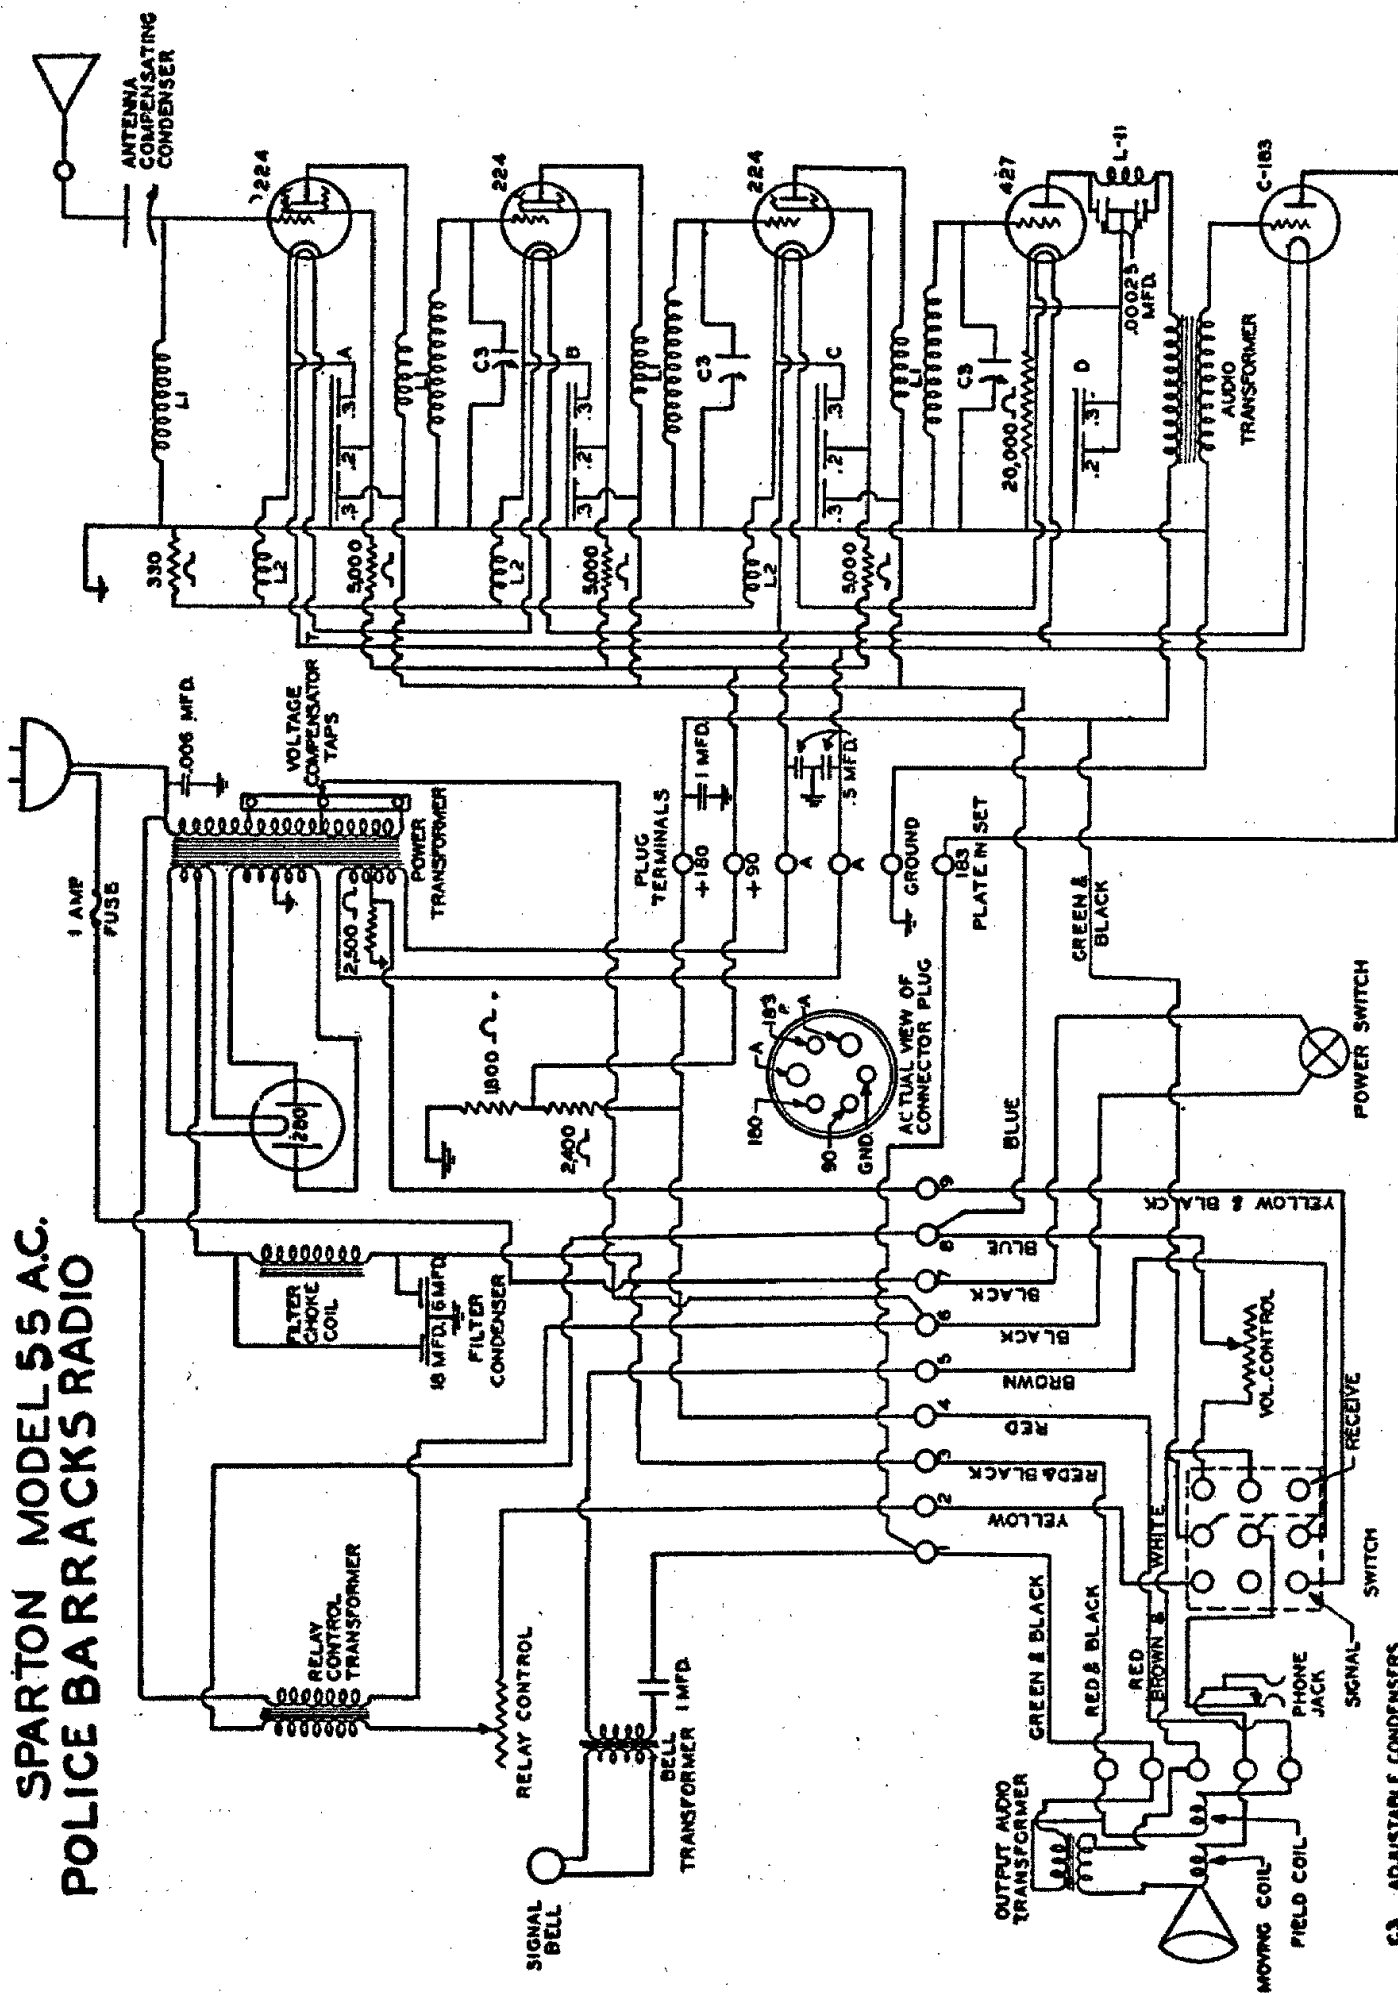 SPARTON MODEL 55 A.C.
POLICE BARRACKS RADIO
ANTENNA
COMPENSATING
CONDENSER
224
224
224
427
C-183
L-11
.00025
MFD.
L1
A
.3
.2
.3
L1
C3
B
.3
.2
.3
L1
C3
C
.3
.2
.3
L1
C3
20,000
D
.3
.2
AUDIO
TRANSFORMER
330
L2
5,000
L2
5,000
L2
5,000
1 AMP
FUSE
.006 MFD.
VOLTAGE
COMPENSATOR
TAPS
POWER
TRANSFORMER
2,500
280
1,800
2,400
PLUG
TERMINALS
+180
+90
A
A
GROUND
183
PLATE IN SET
1 MFD.
.5 MFD.
180
A
183
P.
A
90
GND.
ACTUAL VIEW OF
CONNECTOR PLUG
GREEN &
BLACK
BLUE
POWER SWITCH
FILTER
CHOKE
COIL
18 MFD.
6 MFD.
FILTER
CONDENSER
9
8
7
6
5
4
3
2
1
YELLOW & BLACK
BLUE
BLACK
BLACK
BROWN
RED
RED & BLACK
YELLOW
VOL. CONTROL
RECEIVE
SWITCH
SIGNAL
RELAY
CONTROL
TRANSFORMER
RELAY CONTROL
BELL
TRANSFORMER
1 MFD.
SIGNAL
BELL
GREEN & BLACK
RED & BLACK
RED
BROWN & WHITE
PHONE
JACK
OUTPUT AUDIO
TRANSFORMER
MOVING COIL
FIELD COIL
C3 ADJUSTABLE CONDENSERS